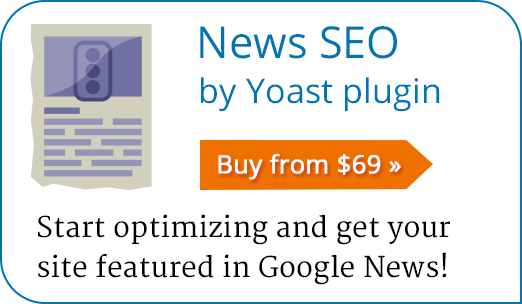 News SEO
by Yoast plugin
Buy from $69 »
Start optimizing and get your
site featured in Google News!